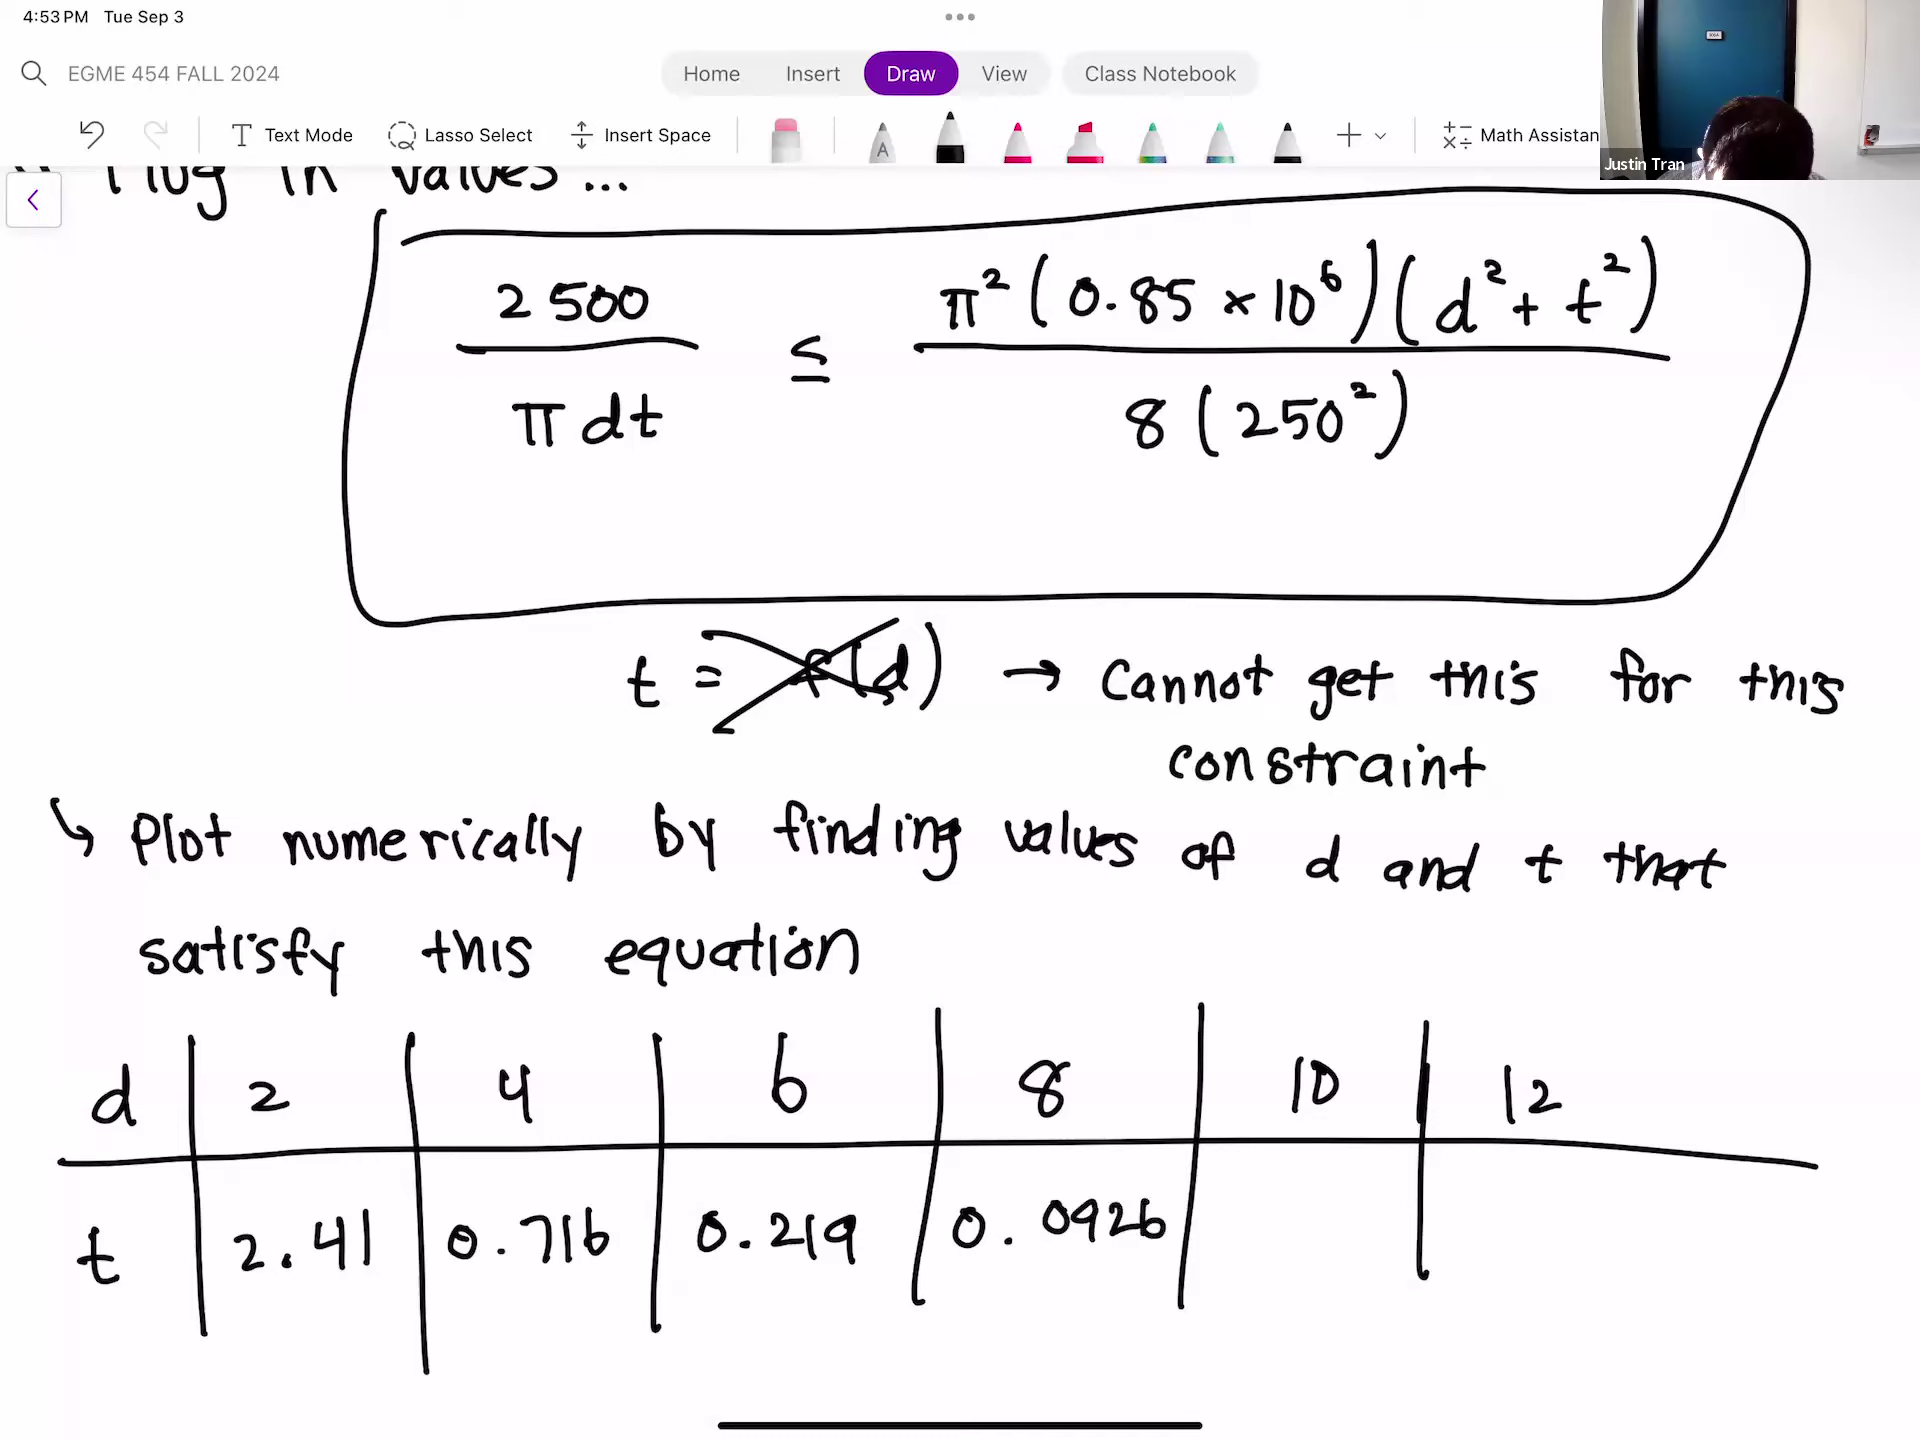 4:53 PM Tue Sep 3
EGME 454 FALL 2024
Home Insert Draw View Class Notebook
Text Mode Lasso Select Insert Space Math Assistan
Justin Tran
Plug in values...
2500 / π dt ≤ π² (0.85 × 10⁶)(d² + t²) / 8(250²)
t = f(d) → Cannot get this for this
constraint
↳ Plot numerically by finding values of d and t that
satisfy this equation
d 2 4 6 8 10 12
t 2.41 0.716 0.219 0.0926